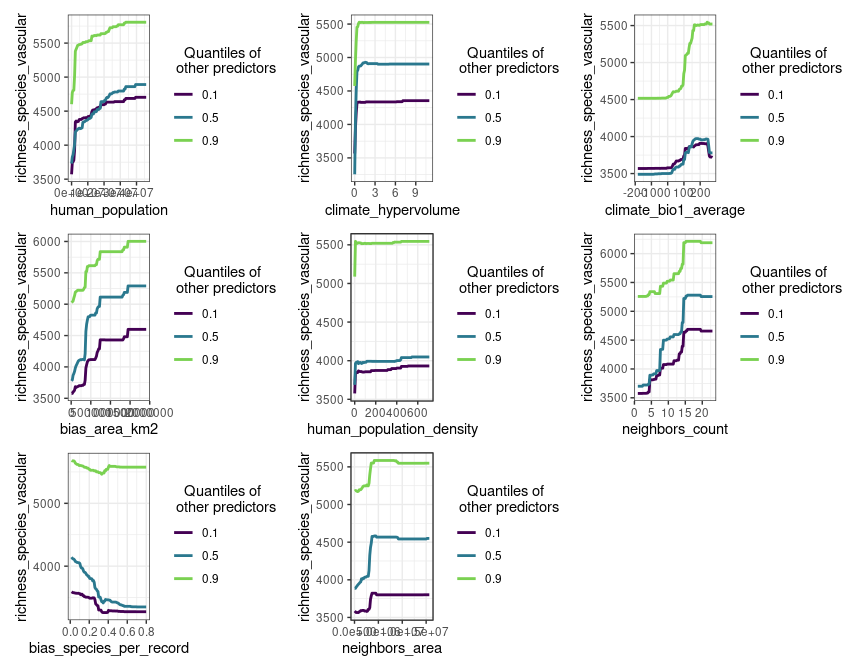 richness_species_vascular
5500
5000
4500
4000
3500
human_population
Quantiles of
other predictors
0.1
0.5
0.9
richness_species_vascular
5500
5000
4500
4000
3500
0 3 6 9
climate_hypervolume
Quantiles of
other predictors
0.1
0.5
0.9
richness_species_vascular
5500
5000
4500
4000
3500
200
climate_bio1_average
Quantiles of
other predictors
0.1
0.5
0.9
richness_species_vascular
6000
5500
5000
4500
4000
3500
bias_area_km2
Quantiles of
other predictors
0.1
0.5
0.9
richness_species_vascular
5500
5000
4500
4000
3500
0 200400600
human_population_density
Quantiles of
other predictors
0.1
0.5
0.9
richness_species_vascular
6000
5500
5000
4500
4000
3500
0 5 10 15 20
neighbors_count
Quantiles of
other predictors
0.1
0.5
0.9
richness_species_vascular
5000
4000
0.0 0.2 0.4 0.6 0.8
bias_species_per_record
Quantiles of
other predictors
0.1
0.5
0.9
richness_species_vascular
5500
5000
4500
4000
3500
neighbors_area
Quantiles of
other predictors
0.1
0.5
0.9